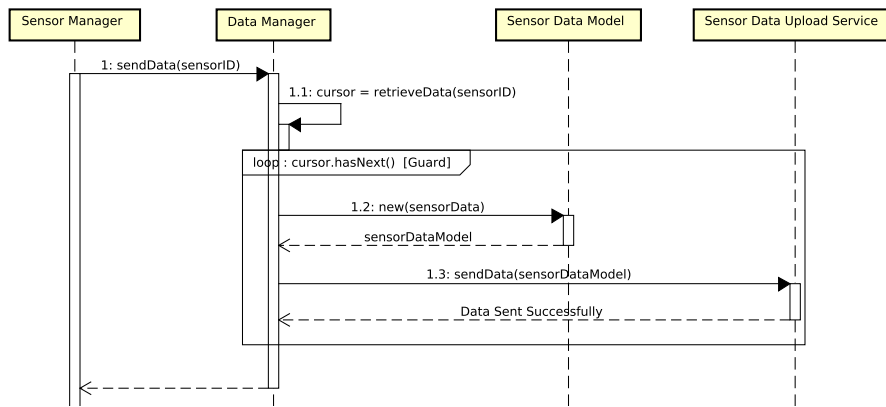 Sensor Manager
Data Manager
Sensor Data Model
Sensor Data Upload Service
1: sendData(sensorID)
1.1: cursor = retrieveData(sensorID)
loop : cursor.hasNext() [Guard]
1.2: new(sensorData)
sensorDataModel
1.3: sendData(sensorDataModel)
Data Sent Successfully